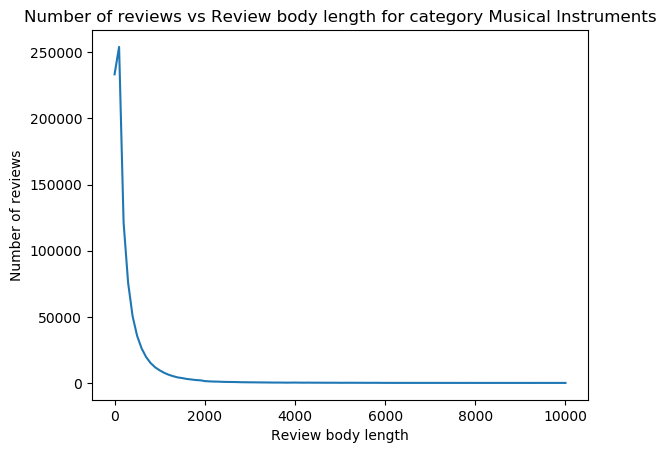 Number of reviews vs Review body length for category Musical Instruments
250000
200000
150000
100000
50000
0
Number of reviews
0 2000 4000 6000 8000 10000
Review body length